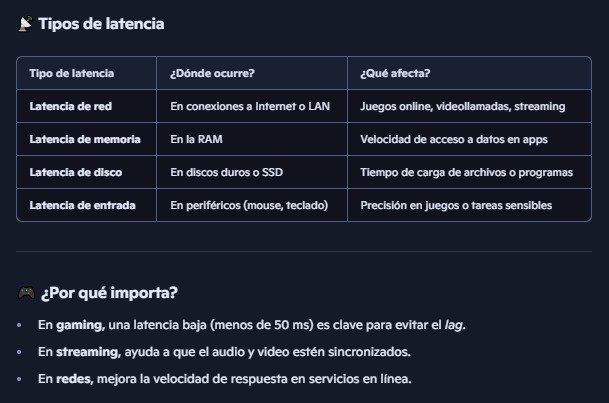 📡 Tipos de latencia
Tipo de latencia ¿Dónde ocurre? ¿Qué afecta?
Latencia de red En conexiones a Internet o LAN Juegos online, videollamadas, streaming
Latencia de memoria En la RAM Velocidad de acceso a datos en apps
Latencia de disco En discos duros o SSD Tiempo de carga de archivos o programas
Latencia de entrada En periféricos (mouse, teclado) Precisión en juegos o tareas sensibles
🎮 ¿Por qué importa?
• En gaming, una latencia baja (menos de 50 ms) es clave para evitar el lag.
• En streaming, ayuda a que el audio y video estén sincronizados.
• En redes, mejora la velocidad de respuesta en servicios en línea.